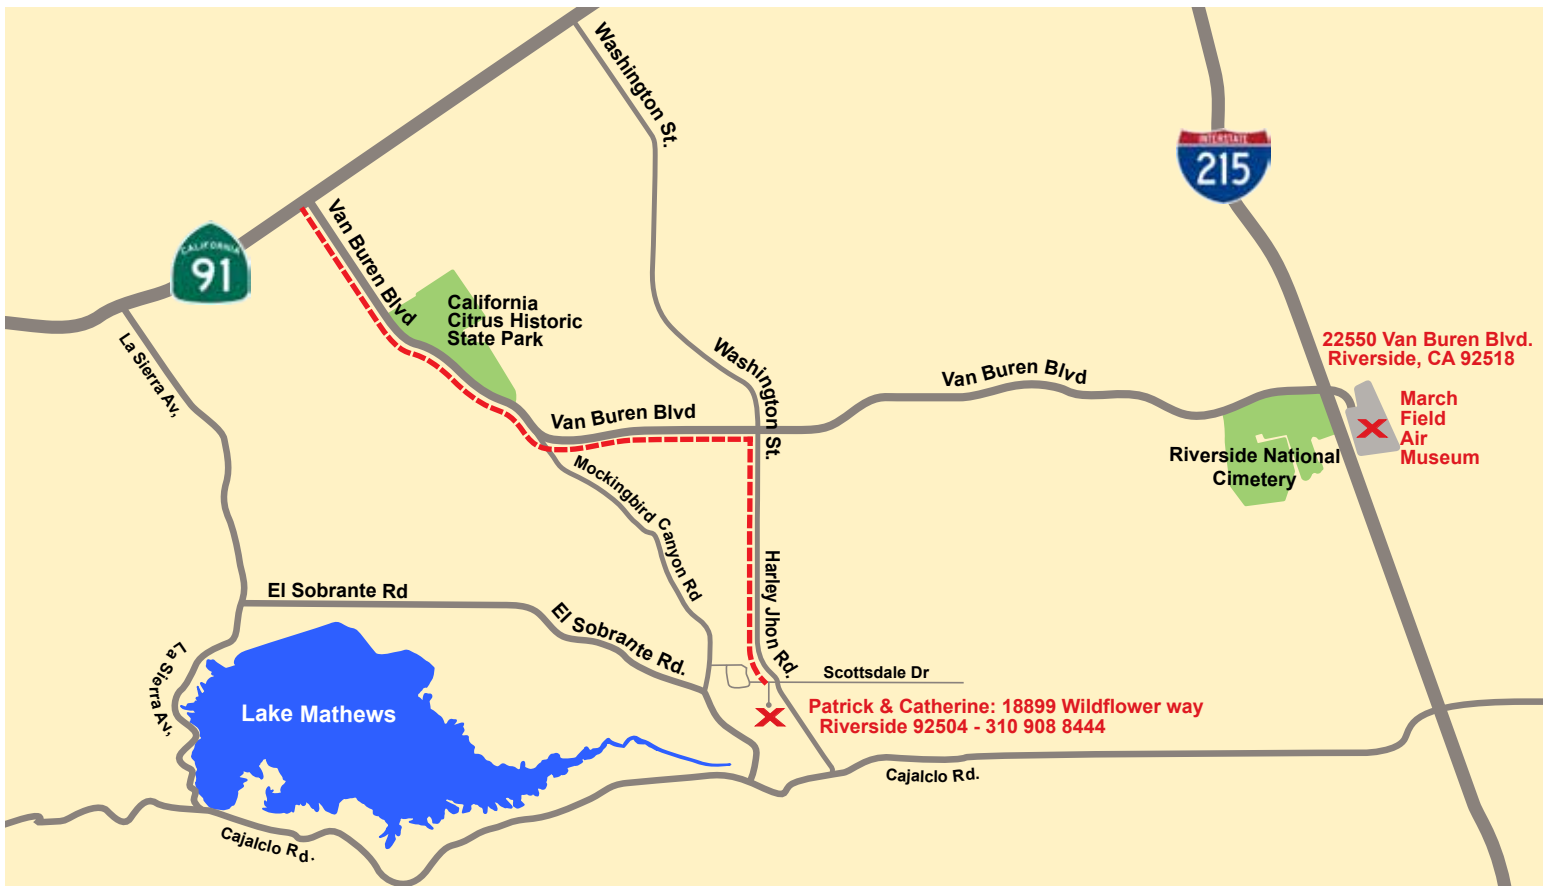 Washington St.
INTERSTATE
215
CALIFORNIA
91
Van Buren Blvd
California
Citrus Historic
State Park
La Sierra Av,
Washington St.
Van Buren Blvd
22550 Van Buren Blvd.
Riverside, CA 92518
March
Field
Air
Museum
Van Buren Blvd
Riverside National
Cimetery
Mockingbird Canyon Rd
Harley Jhon Rd.
El Sobrante Rd
El Sobrante Rd.
La Sierra Av,
Scottsdale Dr
Lake Mathews
Patrick & Catherine: 18899 Wildflower way
Riverside 92504 - 310 908 8444
Cajalclo Rd.
Cajalclo Rd.